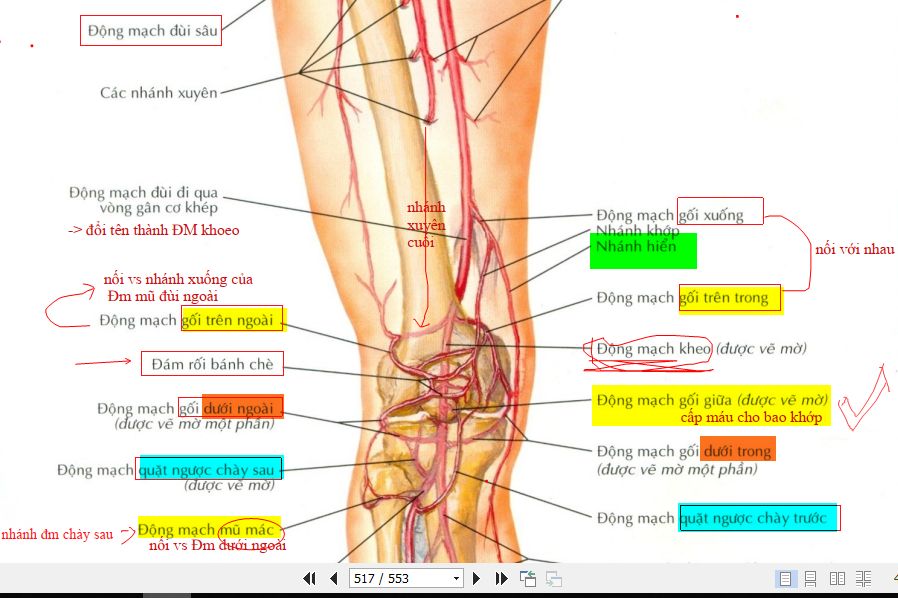 Động mạch đùi sâu
Các nhánh xuyên
Động mạch đùi đi qua
vòng gân cơ khép
-> đổi tên thành ĐM khoeo
nối vs nhánh xuống của
Đm mũ đùi ngoài
Động mạch gối trên ngoài
Đám rối bánh chè
Động mạch gối dưới ngoài
(được vẽ mờ một phần)
Động mạch quặt ngược chày sau
(được vẽ mờ)
nhánh đm chày sau
Động mạch mũ mác
nối vs Đm dưới ngoài
nhánh
xuyên
cuối
Động mạch gối xuống
Nhánh khớp
Nhánh hiển
nối với nhau
Động mạch gối trên trong
Động mạch kheo (được vẽ mờ)
Động mạch gối giữa (được vẽ mờ)
cấp máu cho bao khớp
Động mạch gối dưới trong
(được vẽ mờ một phần)
Động mạch quặt ngược chày trước
517 / 553